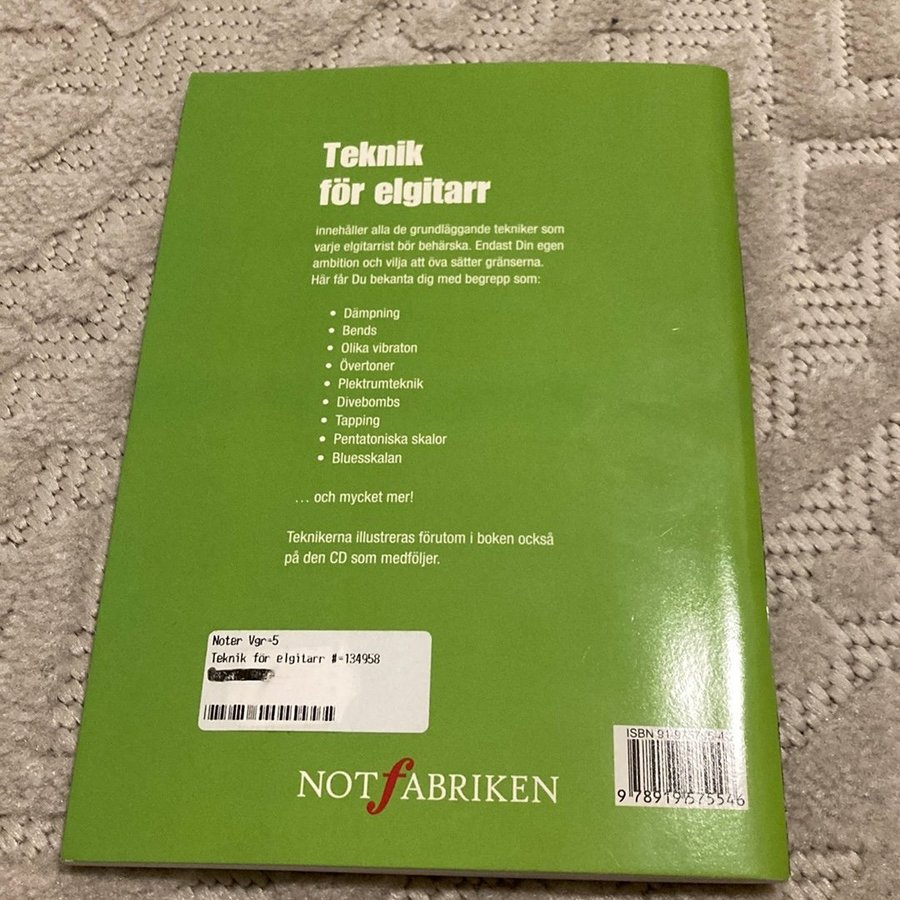 Teknik
för elgitarr
innehåller alla de grundläggande tekniker som
varje elgitarrist bör behärska. Endast Din egen
ambition och vilja att öva sätter gränserna.
Här får Du bekanta dig med begrepp som:
• Dämpning
• Bends
• Olika vibraton
• Övertoner
• Plektrumteknik
• Divebombs
• Tapping
• Pentatoniska skalor
• Bluesskalan
... och mycket mer!
Teknikerna illustreras förutom i boken också
på den CD som medföljer.
Noter Vgr=5
Teknik för elgitarr #=134958
ISBN
NOTfABRIKEN